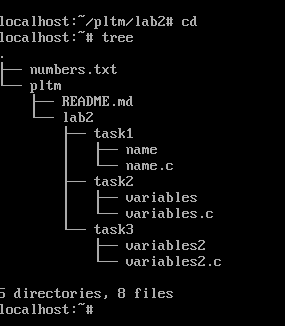 localhost:~/pltm/lab2# cd
localhost:~# tree
.
├── numbers.txt
└── pltm
    ├── README.md
    └── lab2
        ├── task1
        │   ├── name
        │   └── name.c
        ├── task2
        │   ├── variables
        │   └── variables.c
        └── task3
            ├── variables2
            └── variables2.c

5 directories, 8 files
localhost:~#